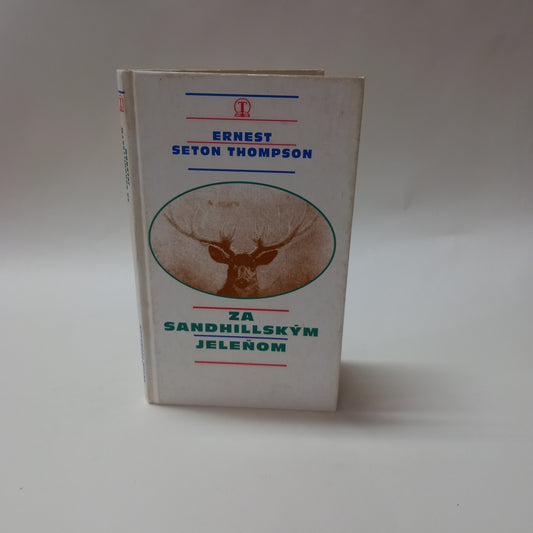 T
ERNEST
SETON THOMPSON
ZA
SANDHILLSKÝM
JELEŇOM